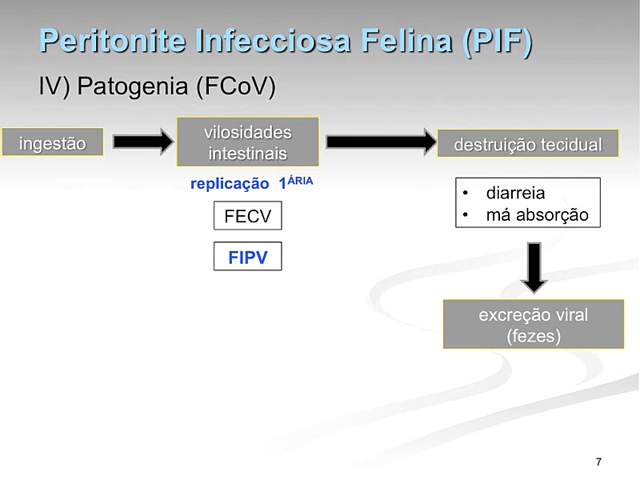 Peritonite Infecciosa Felina (PIF)
IV) Patogenia (FCoV)
ingestão
vilosidades
intestinais
destruição tecidual
replicação 1ÁRIA
FECV
FIPV
• diarreia
• má absorção
excreção viral
(fezes)
7